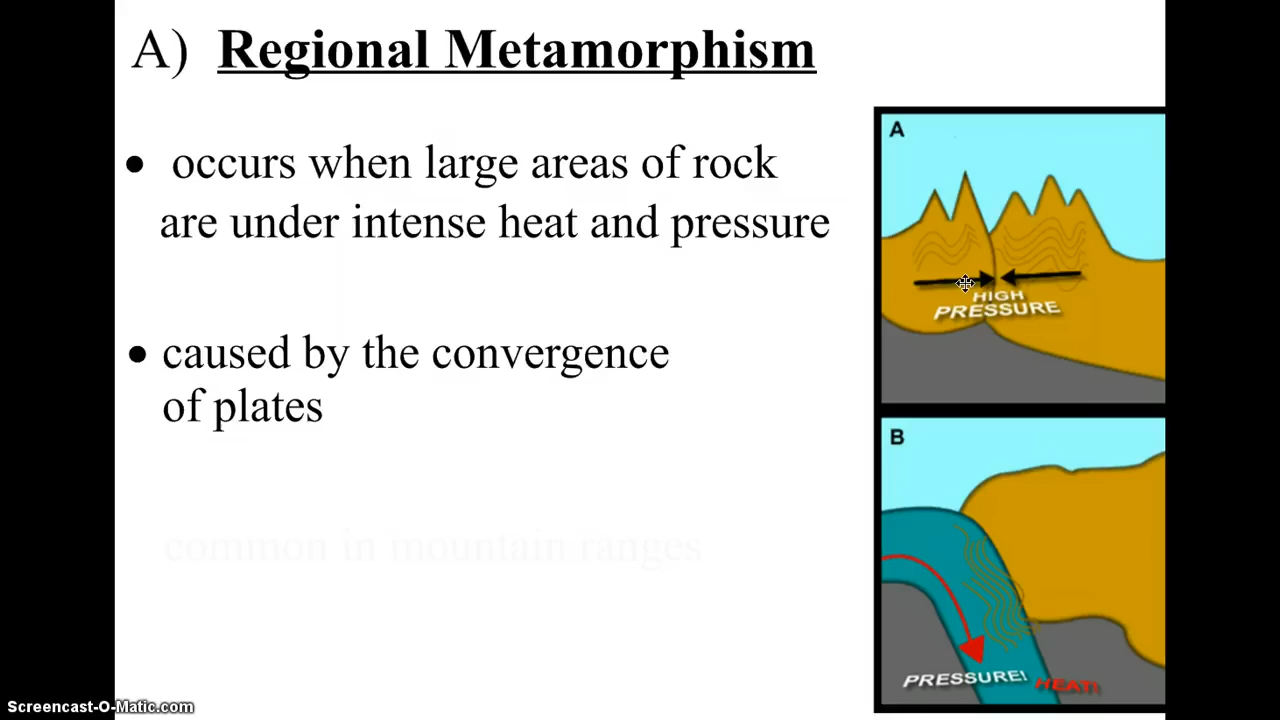 A) Regional Metamorphism
• occurs when large areas of rock
are under intense heat and pressure
• caused by the convergence
of plates
common in mountain ranges
A
HIGH
PRESSURE
B
PRESSURE!
HEAT!
Screencast-O-Matic.com